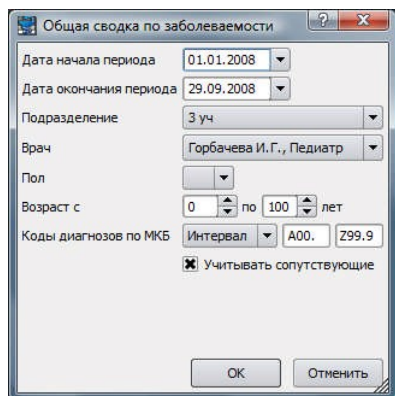 Общая сводка по заболеваемости
Дата начала периода 01.01.2008
Дата окончания периода 29.09.2008
Подразделение 3 уч
Врач Горбачева И.Г., Педиатр
Пол
Возраст с 0 по 100 лет
Коды диагнозов по МКБ Интервал A00. Z99.9
Учитывать сопутствующие
ОК Отменить